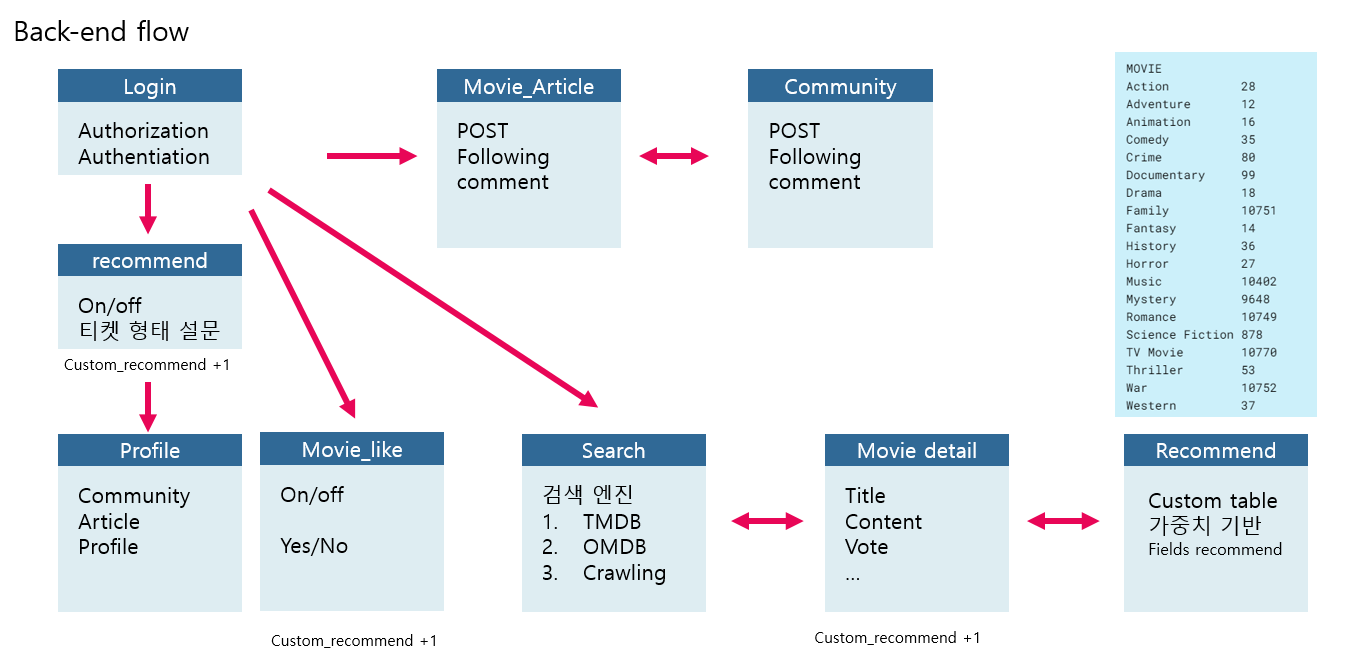 Back-end flow
Login
Authorization
Authentiation
Movie_Article
POST
Following
comment
Community
POST
Following
comment
MOVIE
Action 28
Adventure 12
Animation 16
Comedy 35
Crime 80
Documentary 99
Drama 18
Family 10751
Fantasy 14
History 36
Horror 27
Music 10402
Mystery 9648
Romance 10749
Science Fiction 878
TV Movie 10770
Thriller 53
War 10752
Western 37
recommend
On/off
티켓 형태 설문
Custom_recommend +1
Profile
Community
Article
Profile
Movie_like
On/off
Yes/No
Custom_recommend +1
Search
검색 엔진
1. TMDB
2. OMDB
3. Crawling
Movie detail
Title
Content
Vote
...
Custom_recommend +1
Recommend
Custom table
가중치 기반
Fields recommend